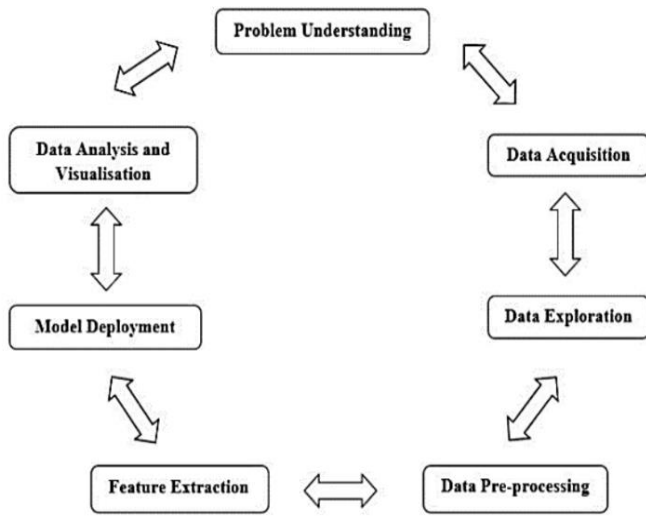 Problem Understanding
Data Analysis and
Visualisation
Data Acquisition
Model Deployment
Data Exploration
Feature Extraction
Data Pre-processing